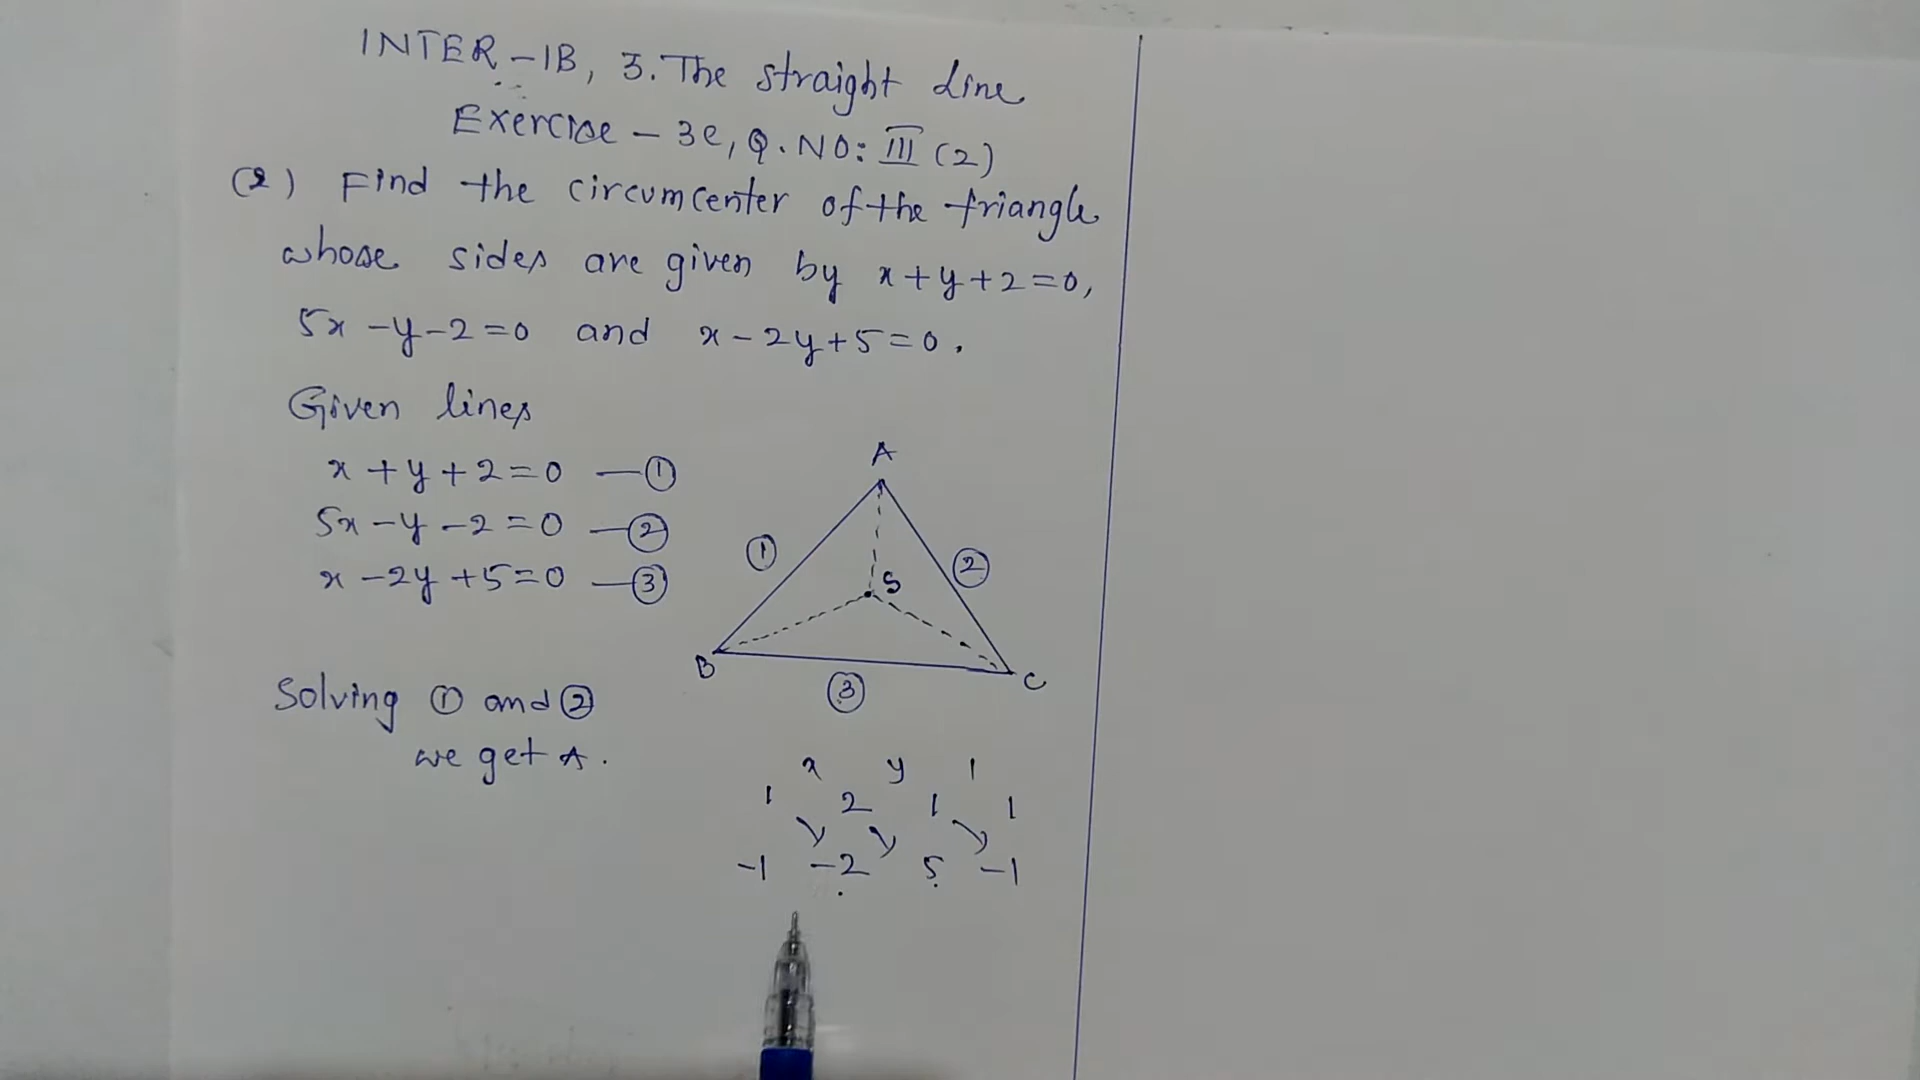 INTER-IB, 3. The straight Line
Exercise - 3e, Q. NO: III (2)
(2) Find the circumcenter of the triangle
whose sides are given by x+y+2=0,
5x-y-2=0 and x-2y+5=0.
Given lines
x+y+2=0 —①
5x-y-2=0 —②
x-2y+5=0 —③
A
① ②
S
B C
③
Solving ① and ②
we get A.
x y 1
1 2 1 1
-1 -2 5 -1